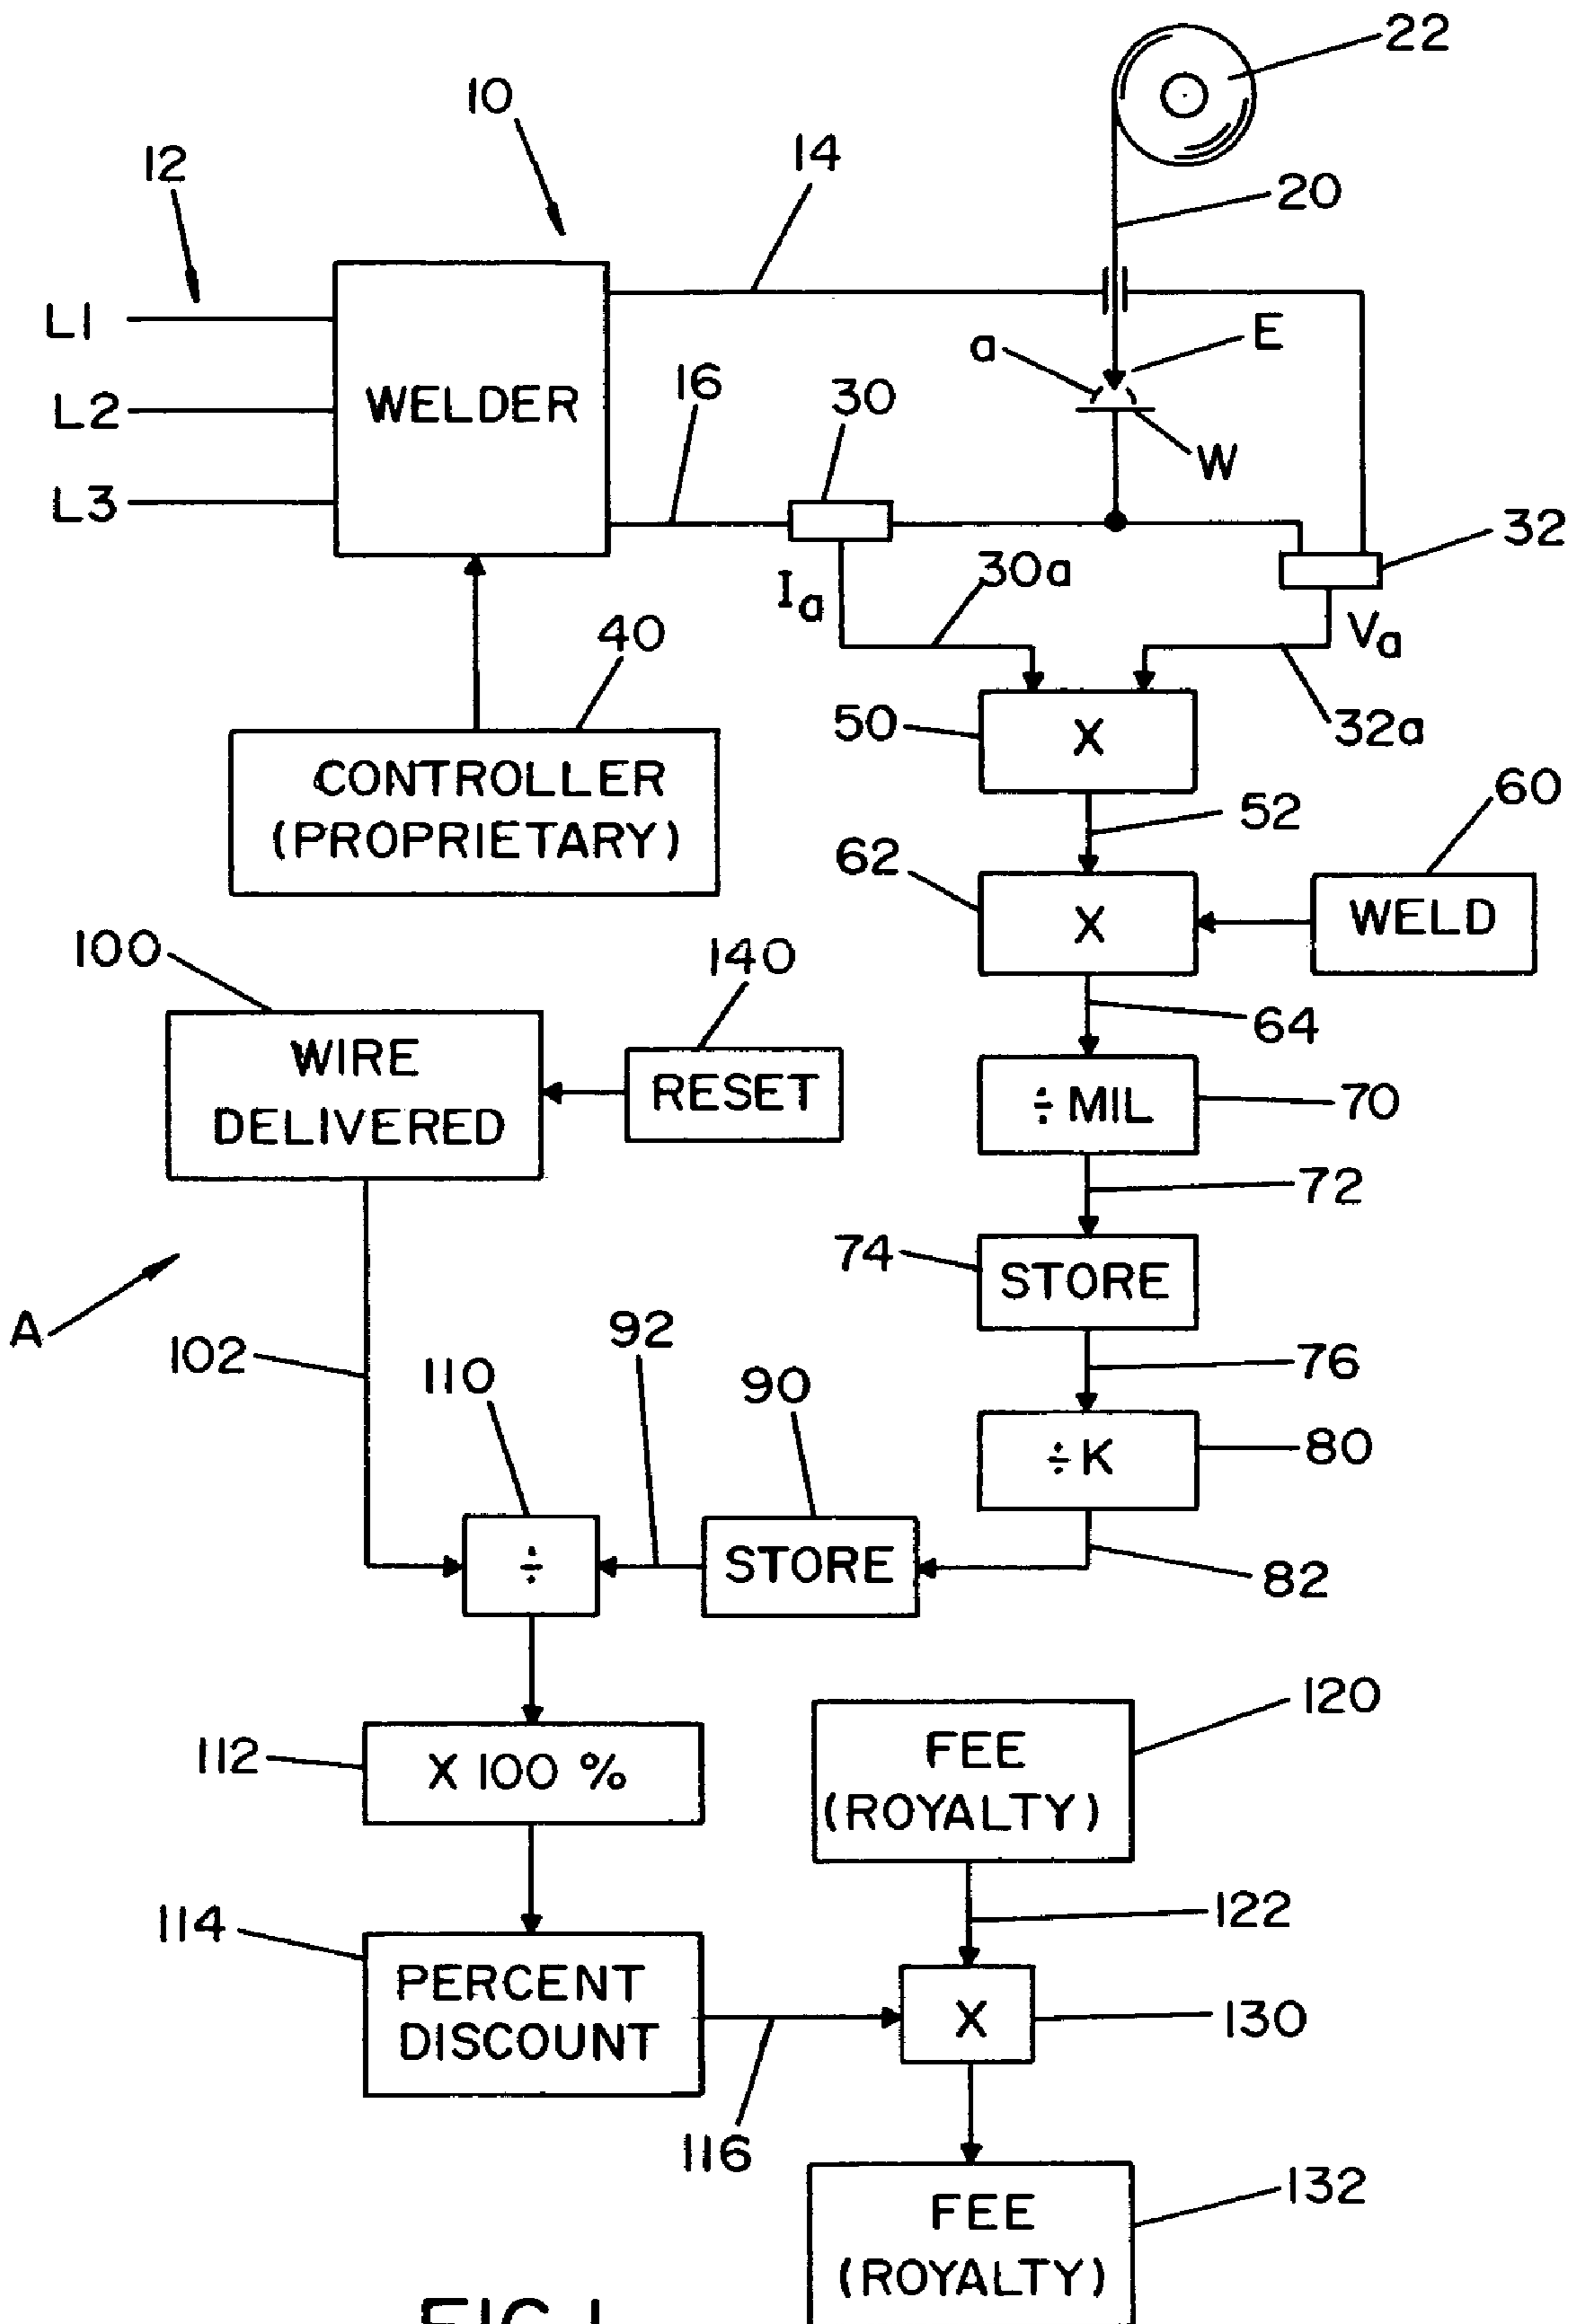 22
10
14
12
20
L1
E
a
16
30
WELDER
L2
W
L3
32
30a
Ia
40
Va
50
X
32a
CONTROLLER
(PROPRIETARY)
52
60
62
X
WELD
100
140
64
WIRE
DELIVERED
RESET
÷ MIL
70
72
74
STORE
A
92
102
110
90
76
÷ K
80
÷
STORE
82
120
112
X 100 %
FEE
(ROYALTY)
114
122
PERCENT
DISCOUNT
X
130
116
132
FEE
(ROYALTY)
FIG. 1